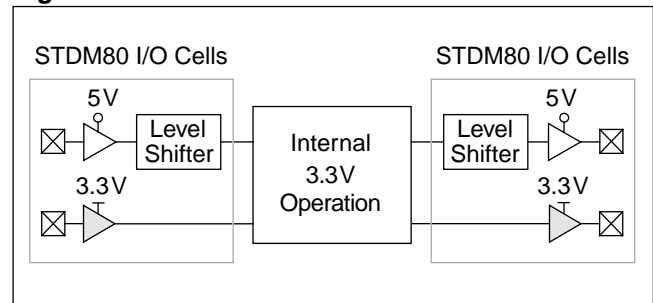 STDM80 I/O Cells
5V
Level
Shifter
3.3V
Internal
3.3V
Operation
STDM80 I/O Cells
5V
Level
Shifter
3.3V